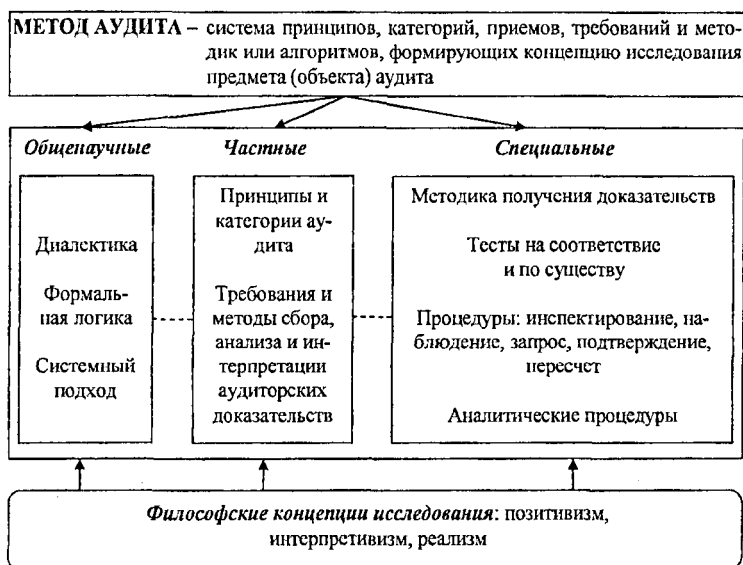 МЕТОД АУДИТА – система принципов, категорий, приемов, требований и мето-
дик или алгоритмов, формирующих концепцию исследования
предмета (объекта) аудита
Общенаучные
Частные
Специальные
Диалектика
Формаль-
ная логика
Системный
подход
Принципы и
категории ау-
дита
Требования и
методы сбора,
анализа и ин-
терпретации
аудиторских
доказательств
Методика получения доказательств
Тесты на соответствие
и по существу
Процедуры: инспектирование, на-
блюдение, запрос, подтверждение,
пересчет
Аналитические процедуры
Философские концепции исследования: позитивизм,
интерпретивизм, реализм